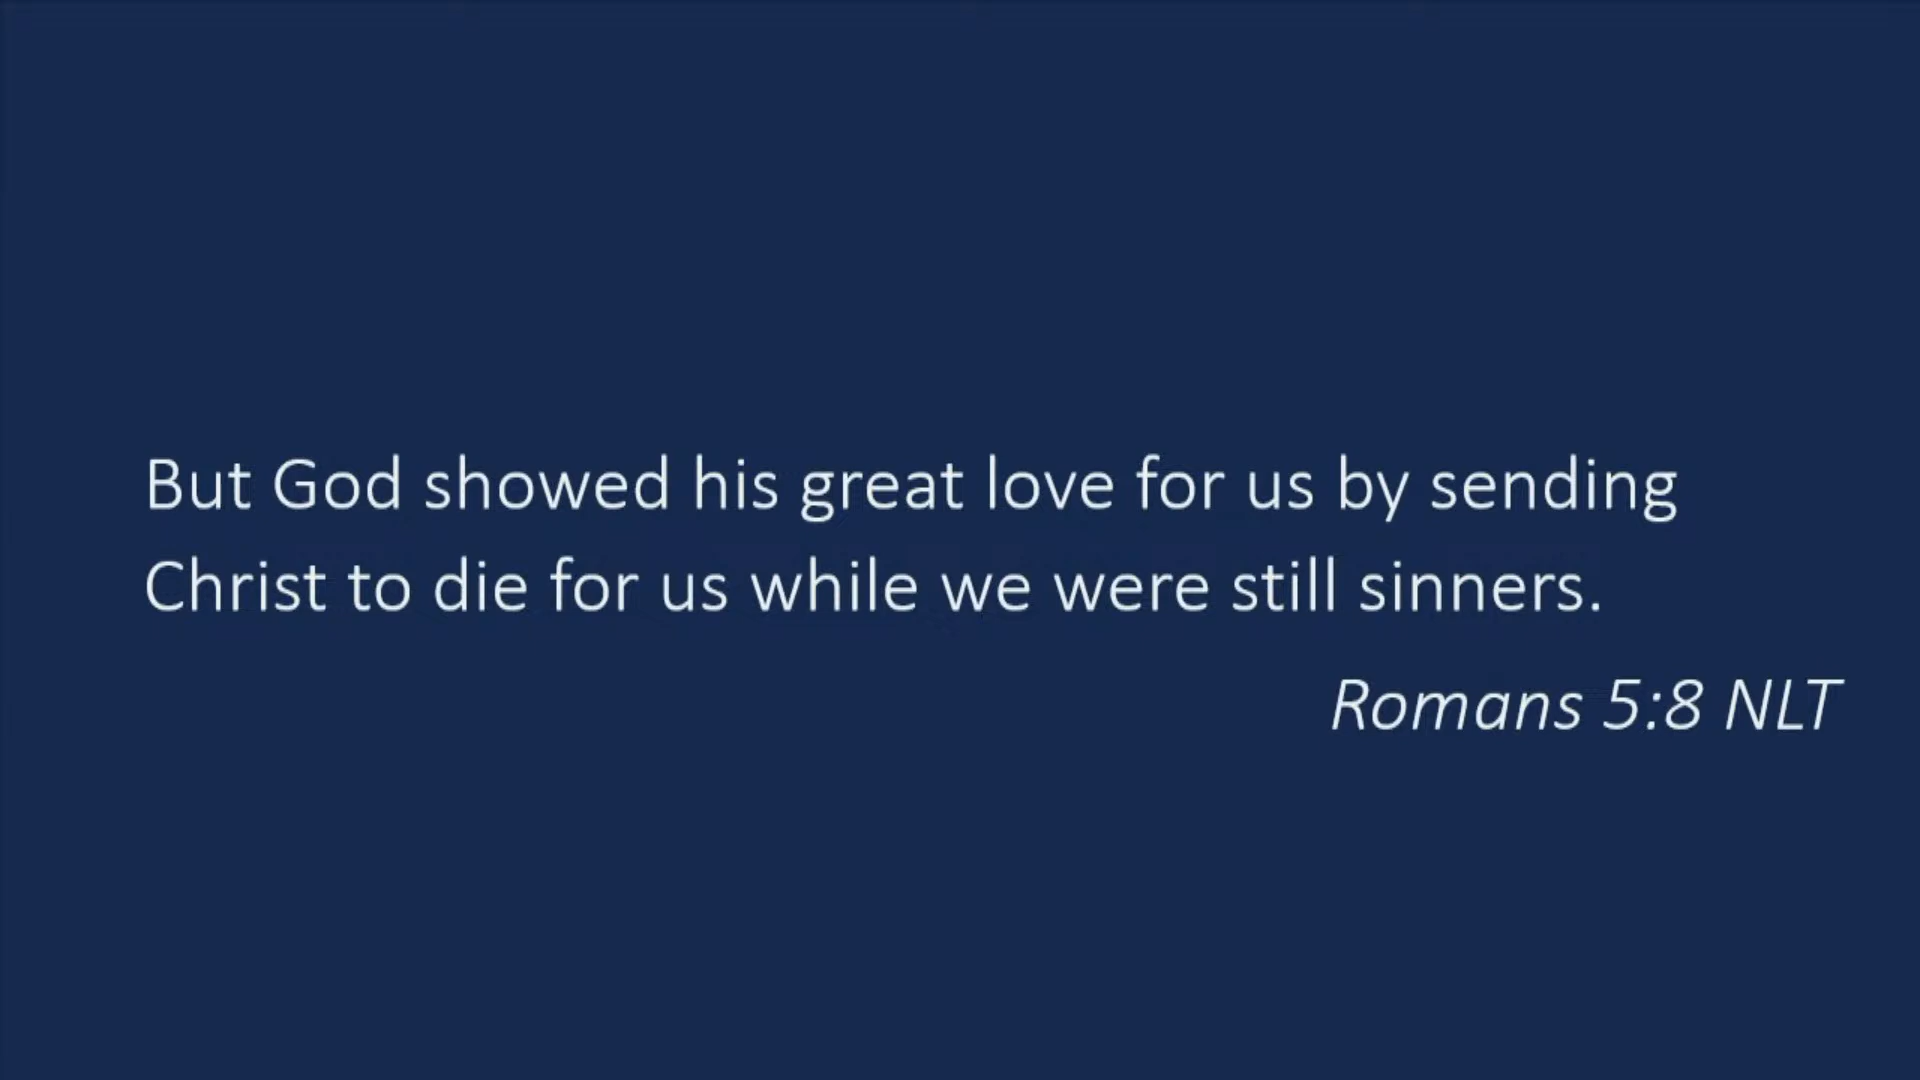 But God showed his great love for us by sending
Christ to die for us while we were still sinners.
Romans 5:8 NLT